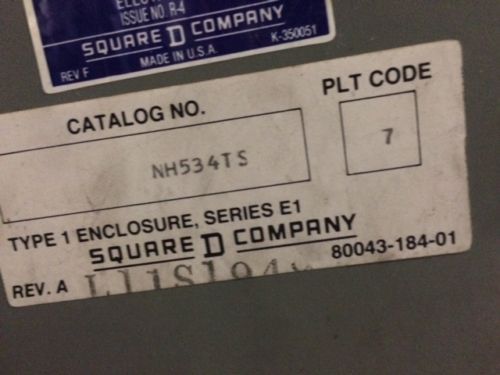 ISSUE NO. R-4
SQUARE D COMPANY
REV F MADE IN U.S.A. K-350051
CATALOG NO. PLT CODE
NH534TS 7
TYPE 1 ENCLOSURE, SERIES E1
SQUARE D COMPANY
REV. A 80043-184-01